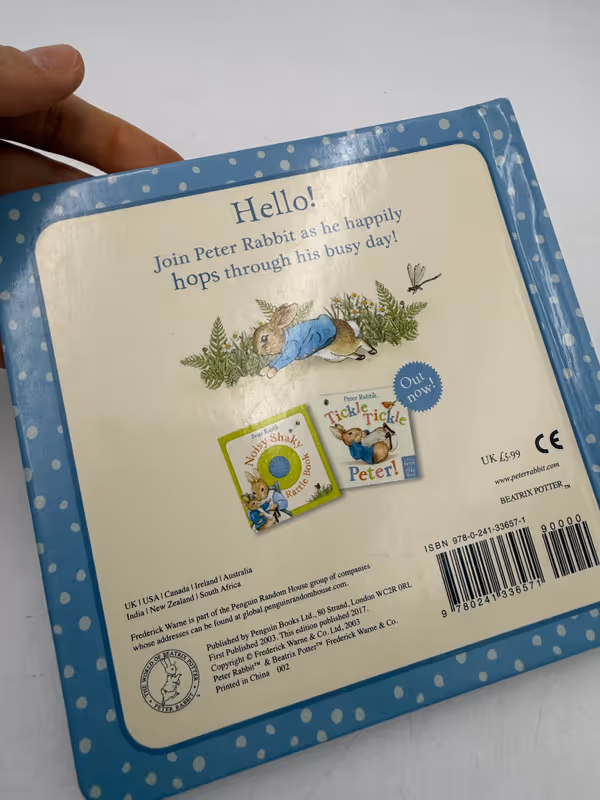 Hello!
Join Peter Rabbit as he happily
hops through his busy day!
Out
now!
Peter Rabbit
Noisy Shaky
Rattle Book
Peter Rabbit
Tickle Tickle
Peter!
UK £5.99 CE
www.peterrabbit.com
BEATRIX POTTER™
ISBN 978-0-241-33657-1
90000
9 780241 336571
UK | USA | Canada | Ireland | Australia
India | New Zealand | South Africa
Frederick Warne is part of the Penguin Random House group of companies
whose addresses can be found at global.penguinrandomhouse.com.
Published by Penguin Books Ltd., 80 Strand, London WC2R 0RL
First Published 2003. This edition published 2017.
Copyright © Frederick Warne & Co. Ltd, 2003
Peter Rabbit™ & Beatrix Potter™ Frederick Warne & Co.
Printed in China 002
THE WORLD OF BEATRIX POTTER
PETER RABBIT™